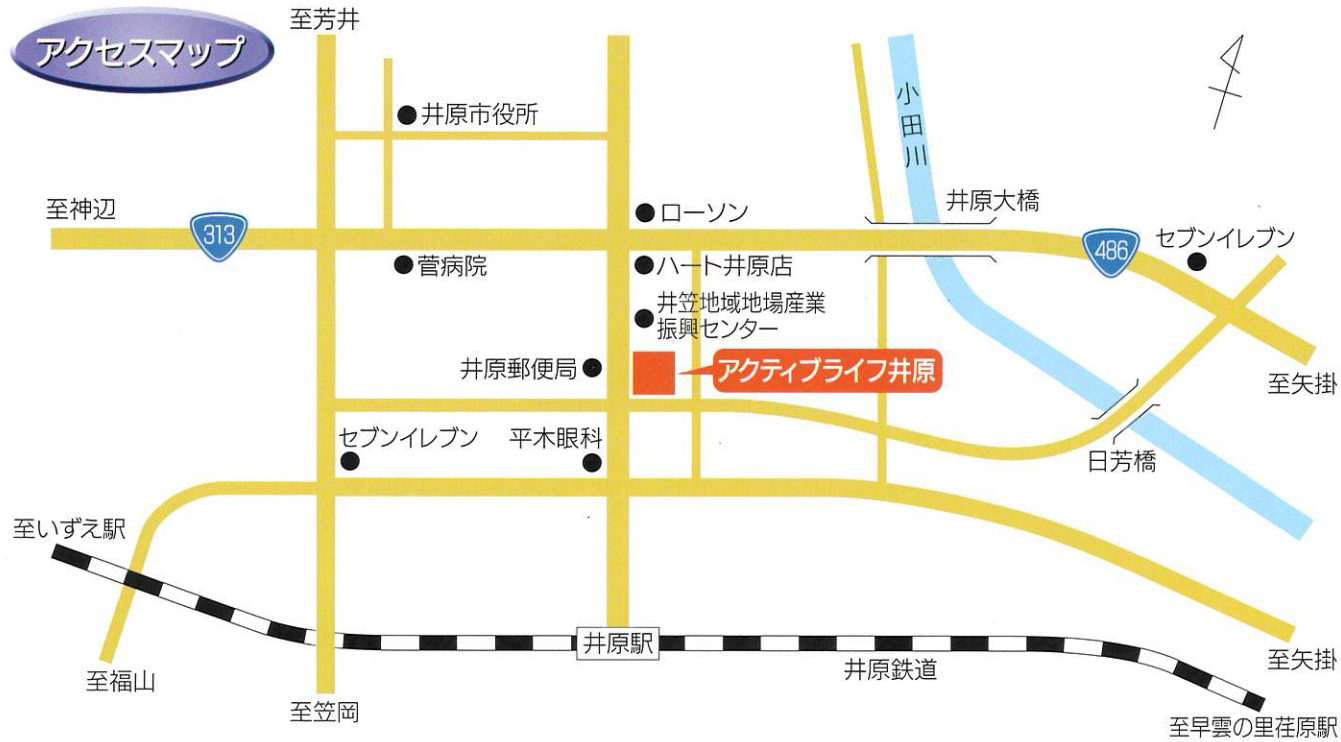 至芳井
アクセスマップ
井原市役所
小田川
至神辺
313
ローソン
井原大橋
486
セブンイレブン
菅病院
ハート井原店
井笠地域地場産業
振興センター
井原郵便局
アクティブライフ井原
至矢掛
セブンイレブン
平木眼科
日芳橋
至いずえ駅
井原駅
井原鉄道
至矢掛
至福山
至笠岡
至早雲の里荏原駅